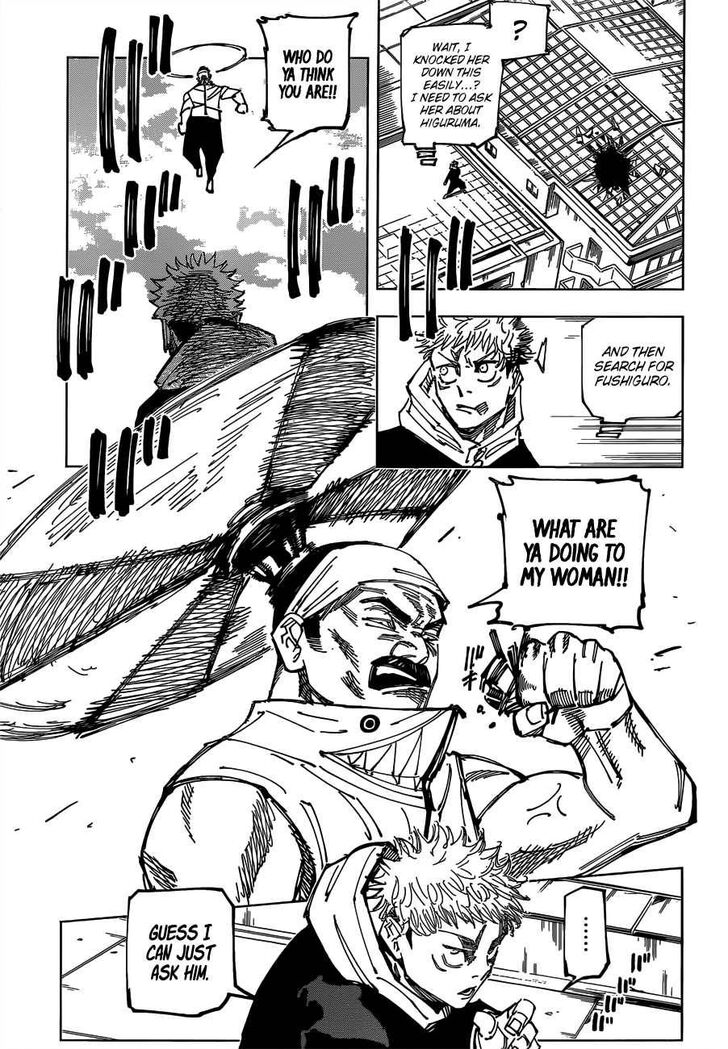 ?
WAIT, I
KNOCKED HER
DOWN THIS
EASILY...?
I NEED TO ASK
HER ABOUT
HIGURUMA.
AND THEN
SEARCH FOR
FUSHIGURO.
WHO DO
YA THINK
YOU ARE!!
WHAT ARE
YA DOING TO
MY WOMAN!!
......
GUESS I
CAN JUST
ASK HIM.